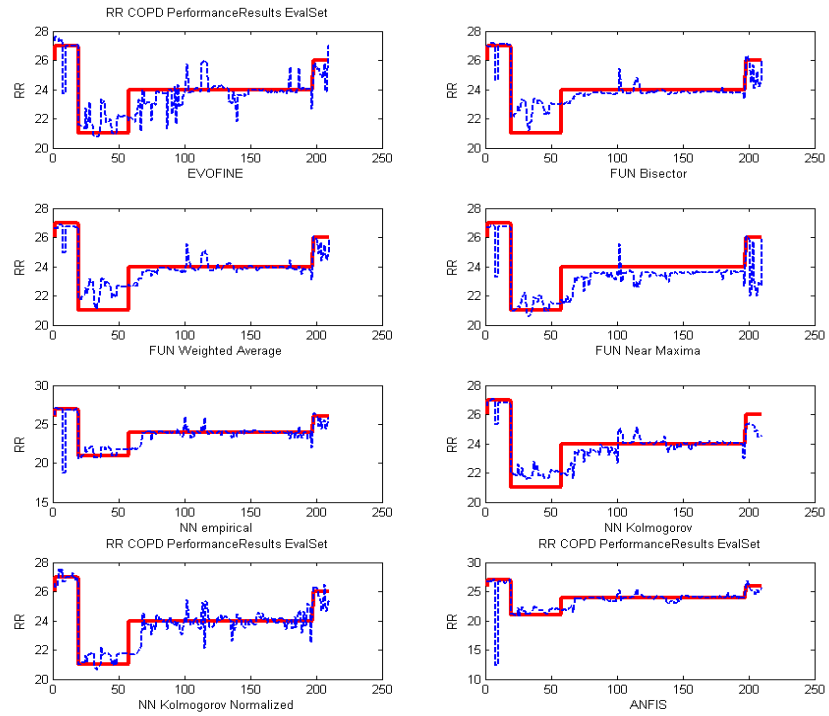 RR COPD PerformanceResults EvalSet
28
26
24
22
20
RR
0 50 100 150 200 250
EVOFINE
28
26
24
22
20
RR
0 50 100 150 200 250
FUN Bisector
28
26
24
22
20
RR
0 50 100 150 200 250
FUN Weighted Average
28
26
24
22
20
RR
0 50 100 150 200 250
FUN Near Maxima
30
25
20
15
RR
0 50 100 150 200 250
NN empirical
28
26
24
22
20
RR
0 50 100 150 200 250
NN Kolmogorov
RR COPD PerformanceResults EvalSet
28
26
24
22
20
RR
0 50 100 150 200 250
NN Kolmogorov Normalized
RR COPD PerformanceResults EvalSet
30
25
20
15
10
RR
0 50 100 150 200 250
ANFIS